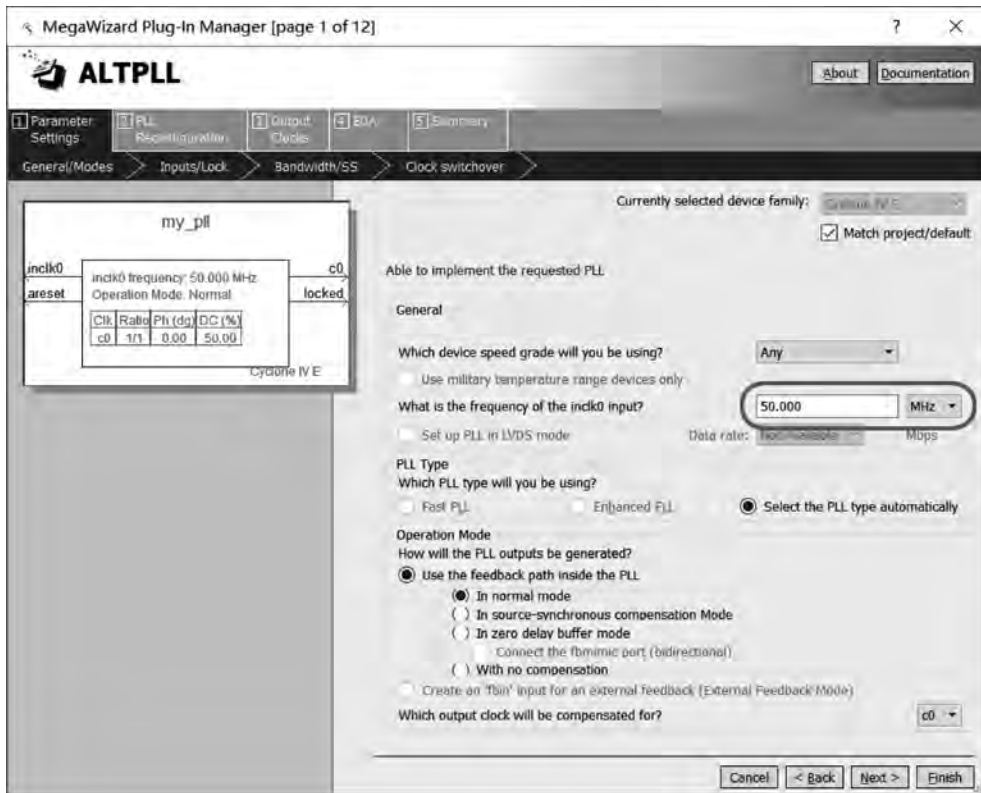 MegaWizard Plug-In Manager [page 1 of 12] ? ×
ALTPLL
About Documentation
1 Parameter Settings
2 PLL Reconfiguration
3 Output Clocks
4 EDA
5 Summary
General/Modes Inputs/Lock Bandwidth/SS Clock switchover
my_pll
inclk0
areset
c0
locked
inclk0 frequency: 50.000 MHz
Operation Mode: Normal
Clk Ratio Ph (dg) DC (%)
c0 1/1 0.00 50.00
Cyclone IV E
Currently selected device family: Cyclone IV E
Match project/default
Able to implement the requested PLL
General
Which device speed grade will you be using? Any
Use military temperature range devices only
What is the frequency of the inclk0 input? 50.000 MHz
Set up PLL in LVDS mode Data rate: Not Available Mbps
PLL Type
Which PLL type will you be using?
Fast PLL Enhanced PLL Select the PLL type automatically
Operation Mode
How will the PLL outputs be generated?
Use the feedback path inside the PLL
In normal mode
In source-synchronous compensation Mode
In zero delay buffer mode
Connect the fbmimic port (bidirectional)
With no compensation
Create an 'fbin' input for an external feedback (External Feedback Mode)
Which output clock will be compensated for? c0
Cancel < Back Next > Finish